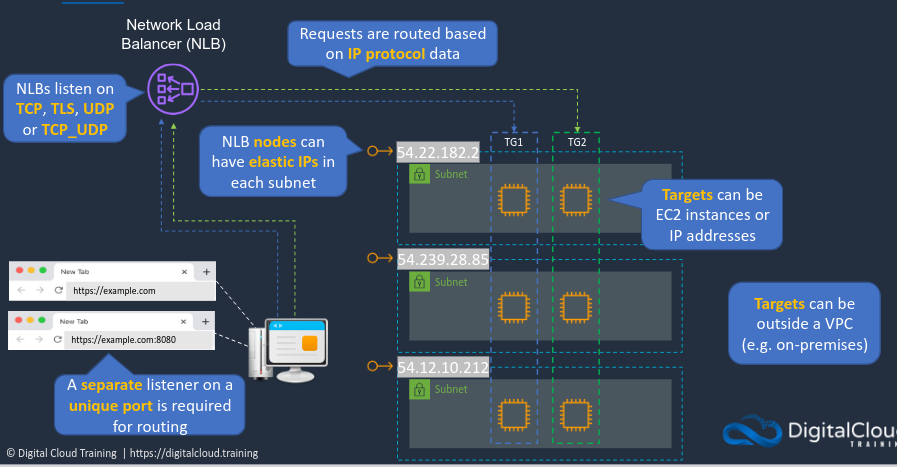 Network Load
Balancer (NLB)
Requests are routed based
on IP protocol data
NLBs listen on
TCP, TLS, UDP
or TCP_UDP
NLB nodes can
have elastic IPs in
each subnet
TG1
TG2
54.22.182.2
Subnet
Targets can be
EC2 instances or
IP addresses
54.239.28.85
Subnet
New Tab
https://example.com
New Tab
https://example.com:8080
Targets can be
outside a VPC
(e.g. on-premises)
54.12.10.212
Subnet
A separate listener on a
unique port is required
for routing
DigitalCloud
TRAINING
© Digital Cloud Training | https://digitalcloud.training